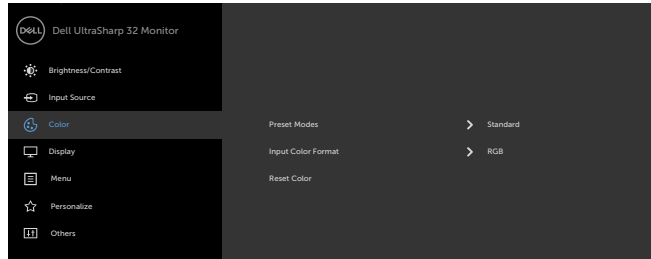 DELL Dell UltraSharp 32 Monitor
Brightness/Contrast
Input Source
Color Preset Modes Standard
Display Input Color Format RGB
Menu Reset Color
Personalize
Others